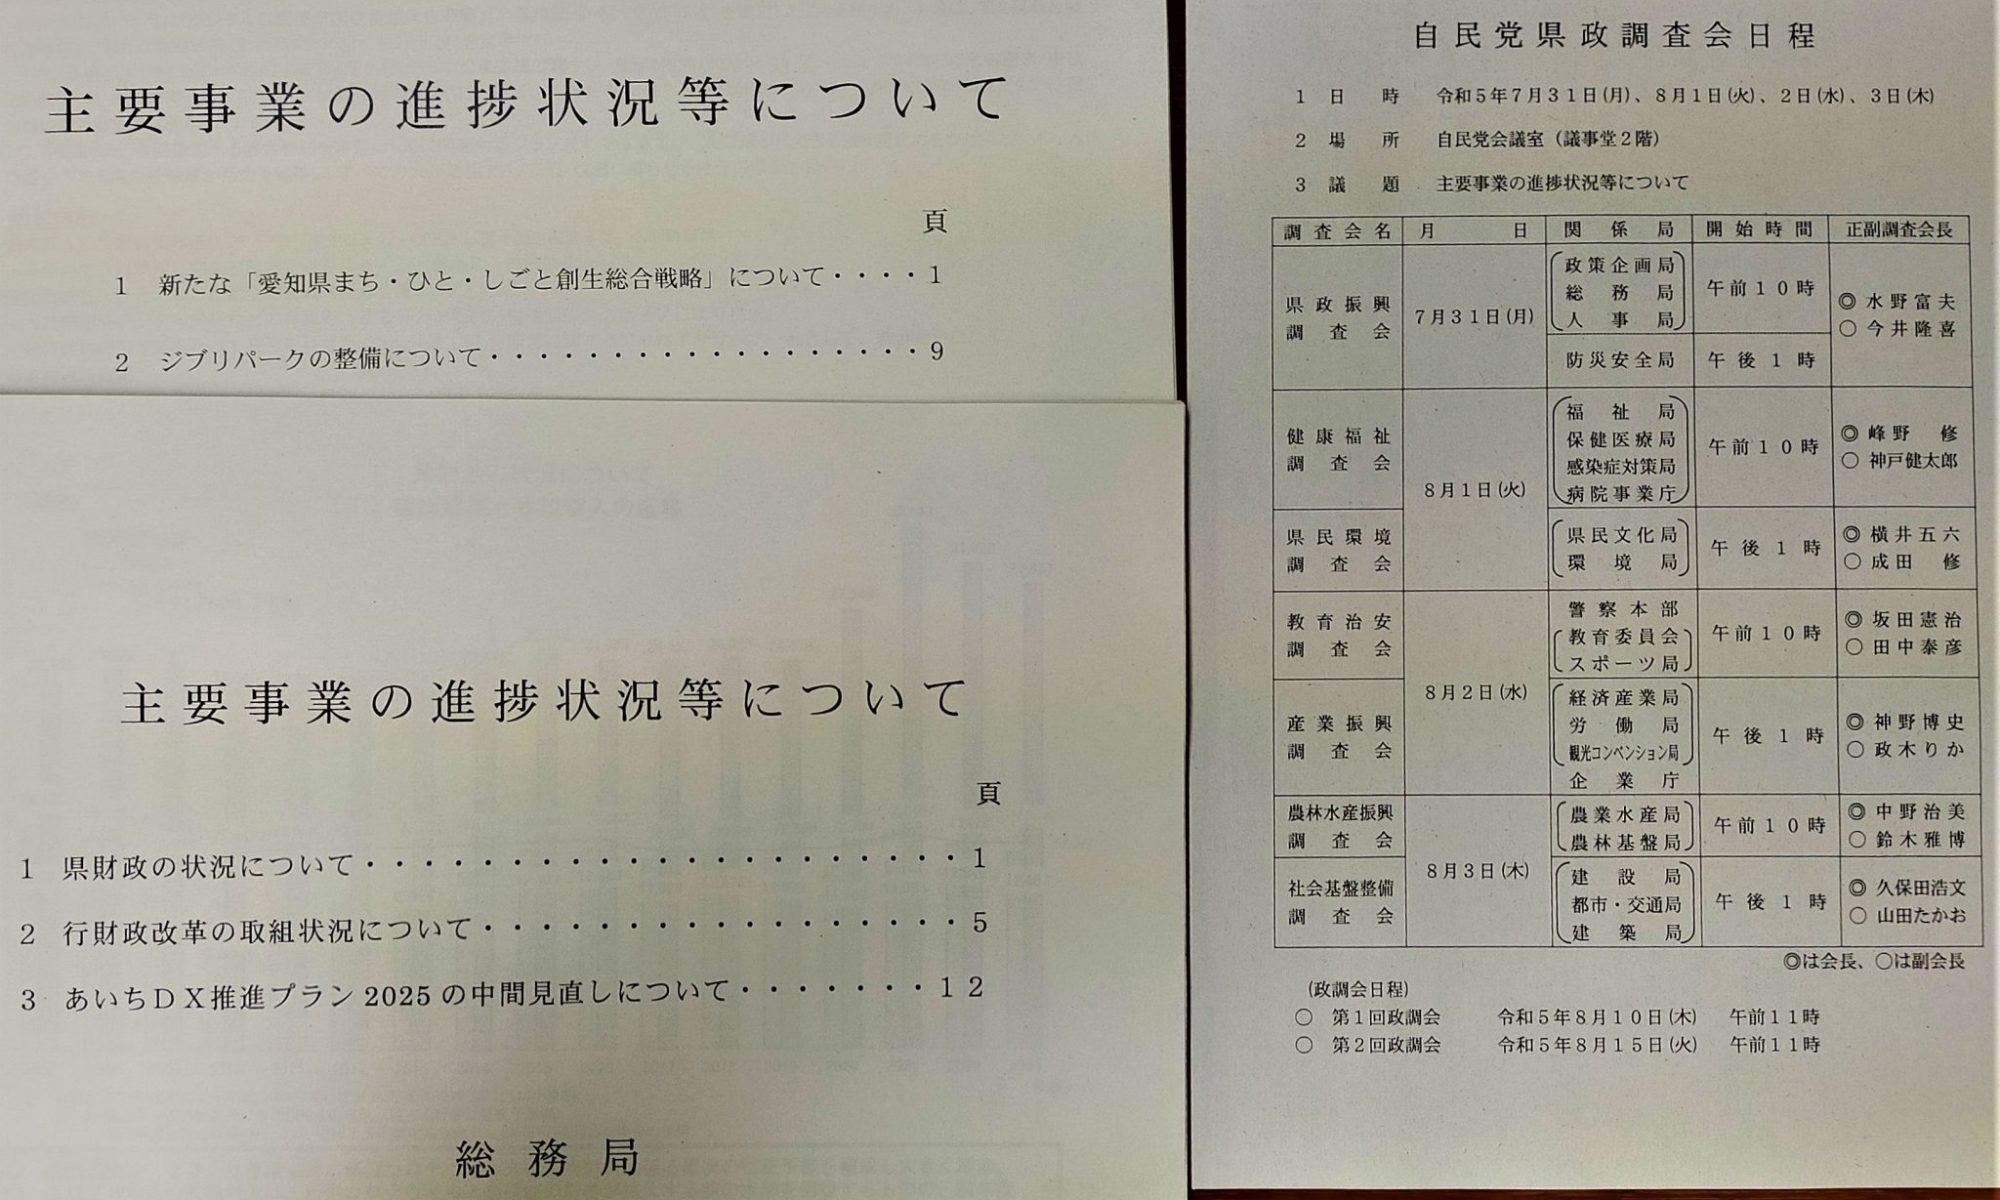 主要事業の進捗状況等について
頁
1 新たな「愛知県まち・ひと・しごと創生総合戦略」について・・・・1
2 ジブリパークの整備について・・・・・・・・・・・・・・・・・・9
主要事業の進捗状況等について
頁
1 県財政の状況について・・・・・・・・・・・・・・・・・・・・・1
2 行財政改革の取組状況について・・・・・・・・・・・・・・・・・5
3 あいちDX推進プラン2025の中間見直しについて・・・・・・・12
総務局
自民党県政調査会日程
1 日時 令和5年7月31日(月)、8月1日(火)、2日(水)、3日(木)
2 場所 自民党会議室(議事堂2階)
3 議題 主要事業の進捗状況等について
調査会名 月日 関係局 開始時間 正副調査会長
県政振興調査会 7月31日(月) 政策企画局 総務局 人事局 午前10時 ◎水野富夫 ○今井隆喜
防災安全局 午後1時
健康福祉調査会 8月1日(火) 福祉局 保健医療局 感染症対策局 病院事業庁 午前10時 ◎峰野修 ○神戸健太郎
県民環境調査会 県民文化局 環境局 午後1時 ◎横井五六 ○成田修
教育治安調査会 8月2日(水) 警察本部 教育委員会 スポーツ局 午前10時 ◎坂田憲治 ○田中泰彦
産業振興調査会 経済産業局 労働局 観光コンベンション局 企業庁 午後1時 ◎神野博史 ○政木りか
農林水産振興調査会 8月3日(木) 農業水産局 農林基盤局 午前10時 ◎中野治美 ○鈴木雅博
社会基盤整備調査会 建設局 都市・交通局 建築局 午後1時 ◎久保田浩文 ○山田たかお
◎は会長、○は副会長
(政調会日程)
○ 第1回政調会 令和5年8月10日(木) 午前11時
○ 第2回政調会 令和5年8月15日(火) 午前11時